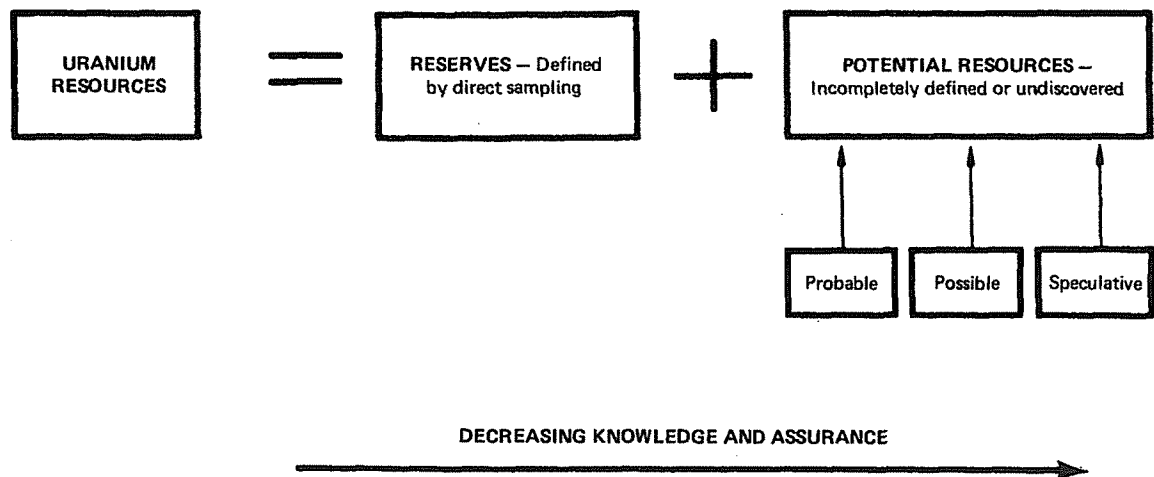 URANIUM
RESOURCES
=
RESERVES — Defined
by direct sampling
+
POTENTIAL RESOURCES —
Incompletely defined or undiscovered
Probable
Possible
Speculative
DECREASING KNOWLEDGE AND ASSURANCE